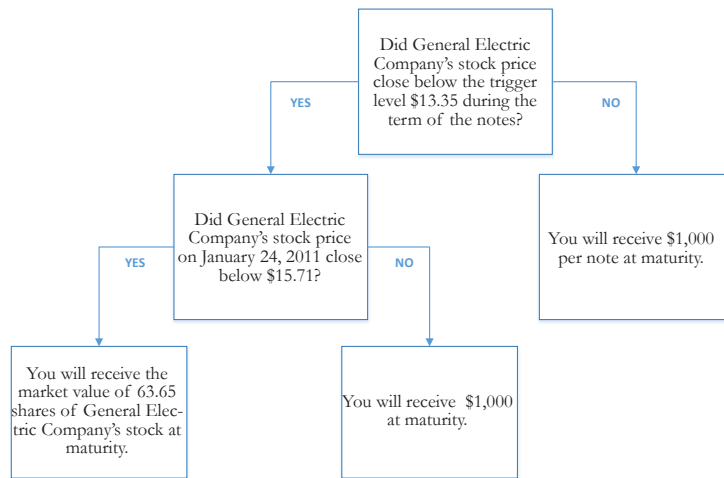 Did General Electric
Company's stock price
close below the trigger
level $13.35 during the
term of the notes?
YES
NO
Did General Electric
Company's stock price
on January 24, 2011 close
below $15.71?
You will receive $1,000
per note at maturity.
YES
NO
You will receive the
market value of 63.65
shares of General Elec-
tric Company's stock at
maturity.
You will receive $1,000
at maturity.